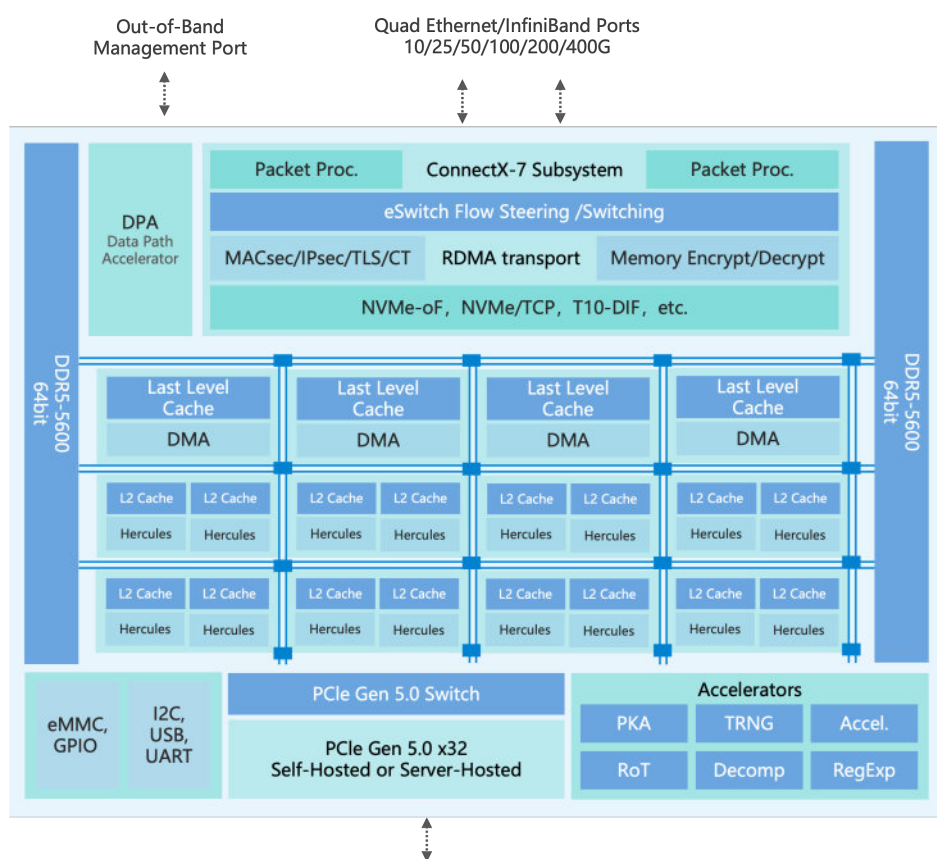 Out-of-Band
Management Port
Quad Ethernet/InfiniBand Ports
10/25/50/100/200/400G
DDR5-5600
64bit
DPA
Data Path
Accelerator
Packet Proc.
ConnectX-7 Subsystem
Packet Proc.
eSwitch Flow Steering /Switching
MACsec/IPsec/TLS/CT
RDMA transport
Memory Encrypt/Decrypt
NVMe-oF，NVMe/TCP，T10-DIF，etc.
DDR5-5600
64bit
Last Level
Cache
DMA
Last Level
Cache
DMA
Last Level
Cache
DMA
Last Level
Cache
DMA
L2 Cache L2 Cache L2 Cache L2 Cache L2 Cache L2 Cache L2 Cache L2 Cache
Hercules Hercules Hercules Hercules Hercules Hercules Hercules Hercules
L2 Cache L2 Cache L2 Cache L2 Cache L2 Cache L2 Cache L2 Cache L2 Cache
Hercules Hercules Hercules Hercules Hercules Hercules Hercules Hercules
eMMC,
GPIO
I2C,
USB,
UART
PCIe Gen 5.0 Switch
PCIe Gen 5.0 x32
Self-Hosted or Server-Hosted
Accelerators
PKA TRNG Accel.
RoT Decomp RegExp